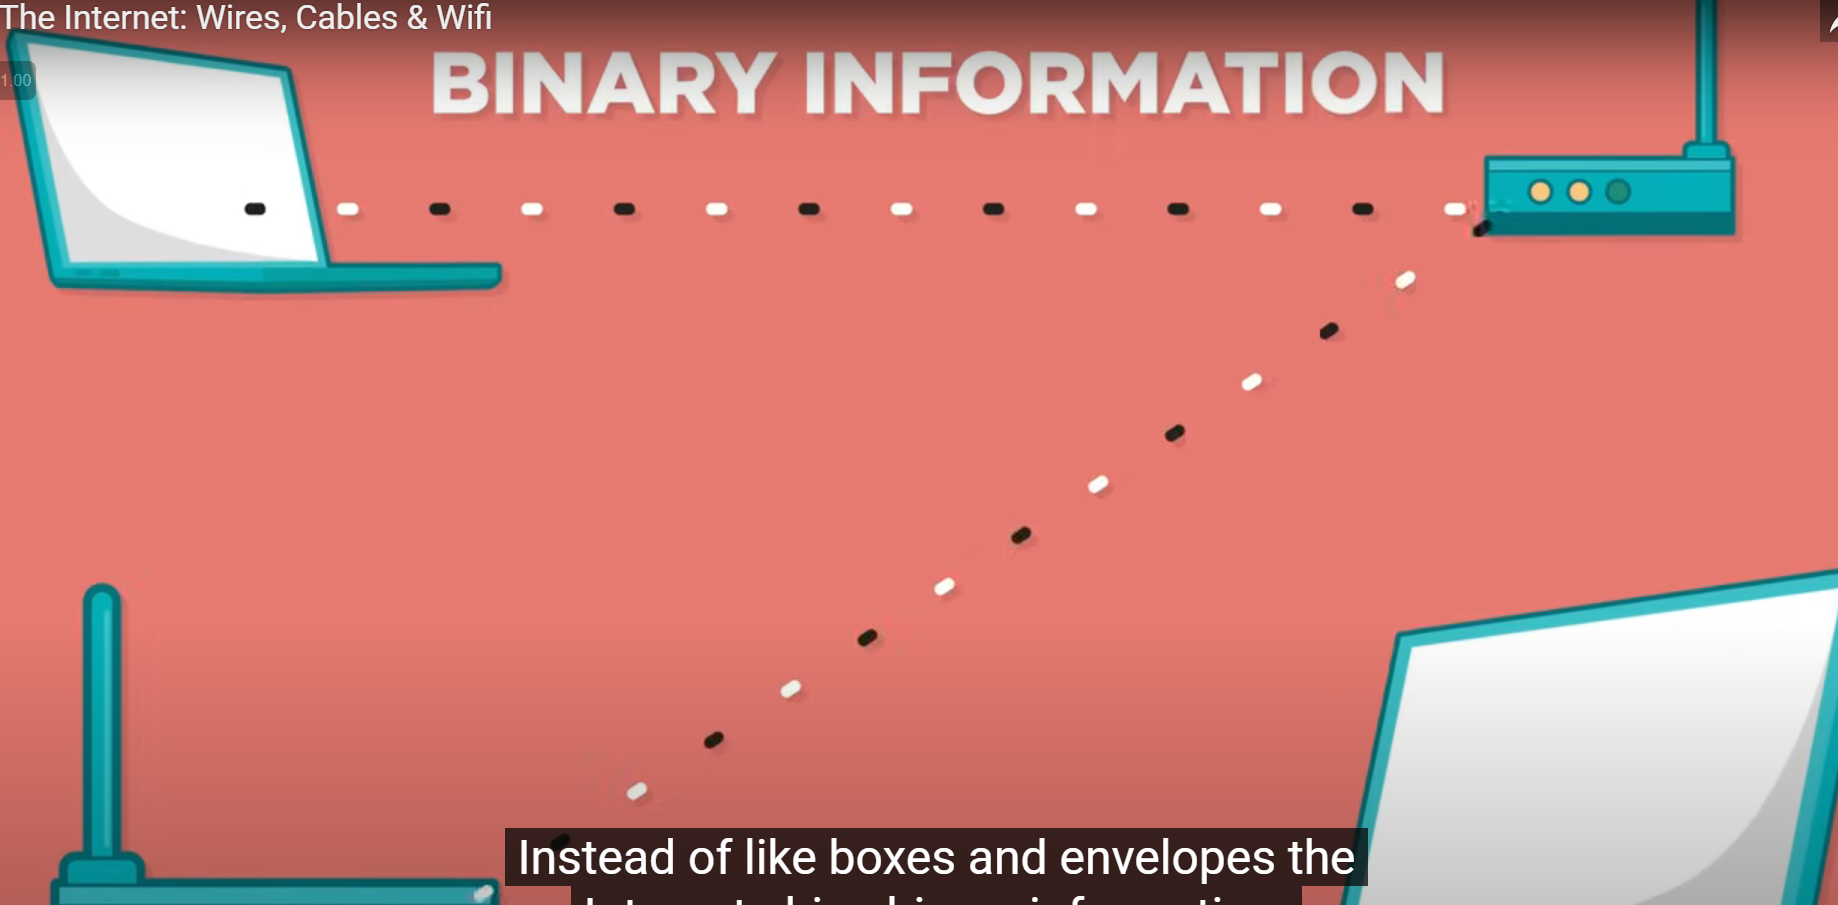 The Internet: Wires, Cables & Wifi
1.00
BINARY INFORMATION
Instead of like boxes and envelopes the